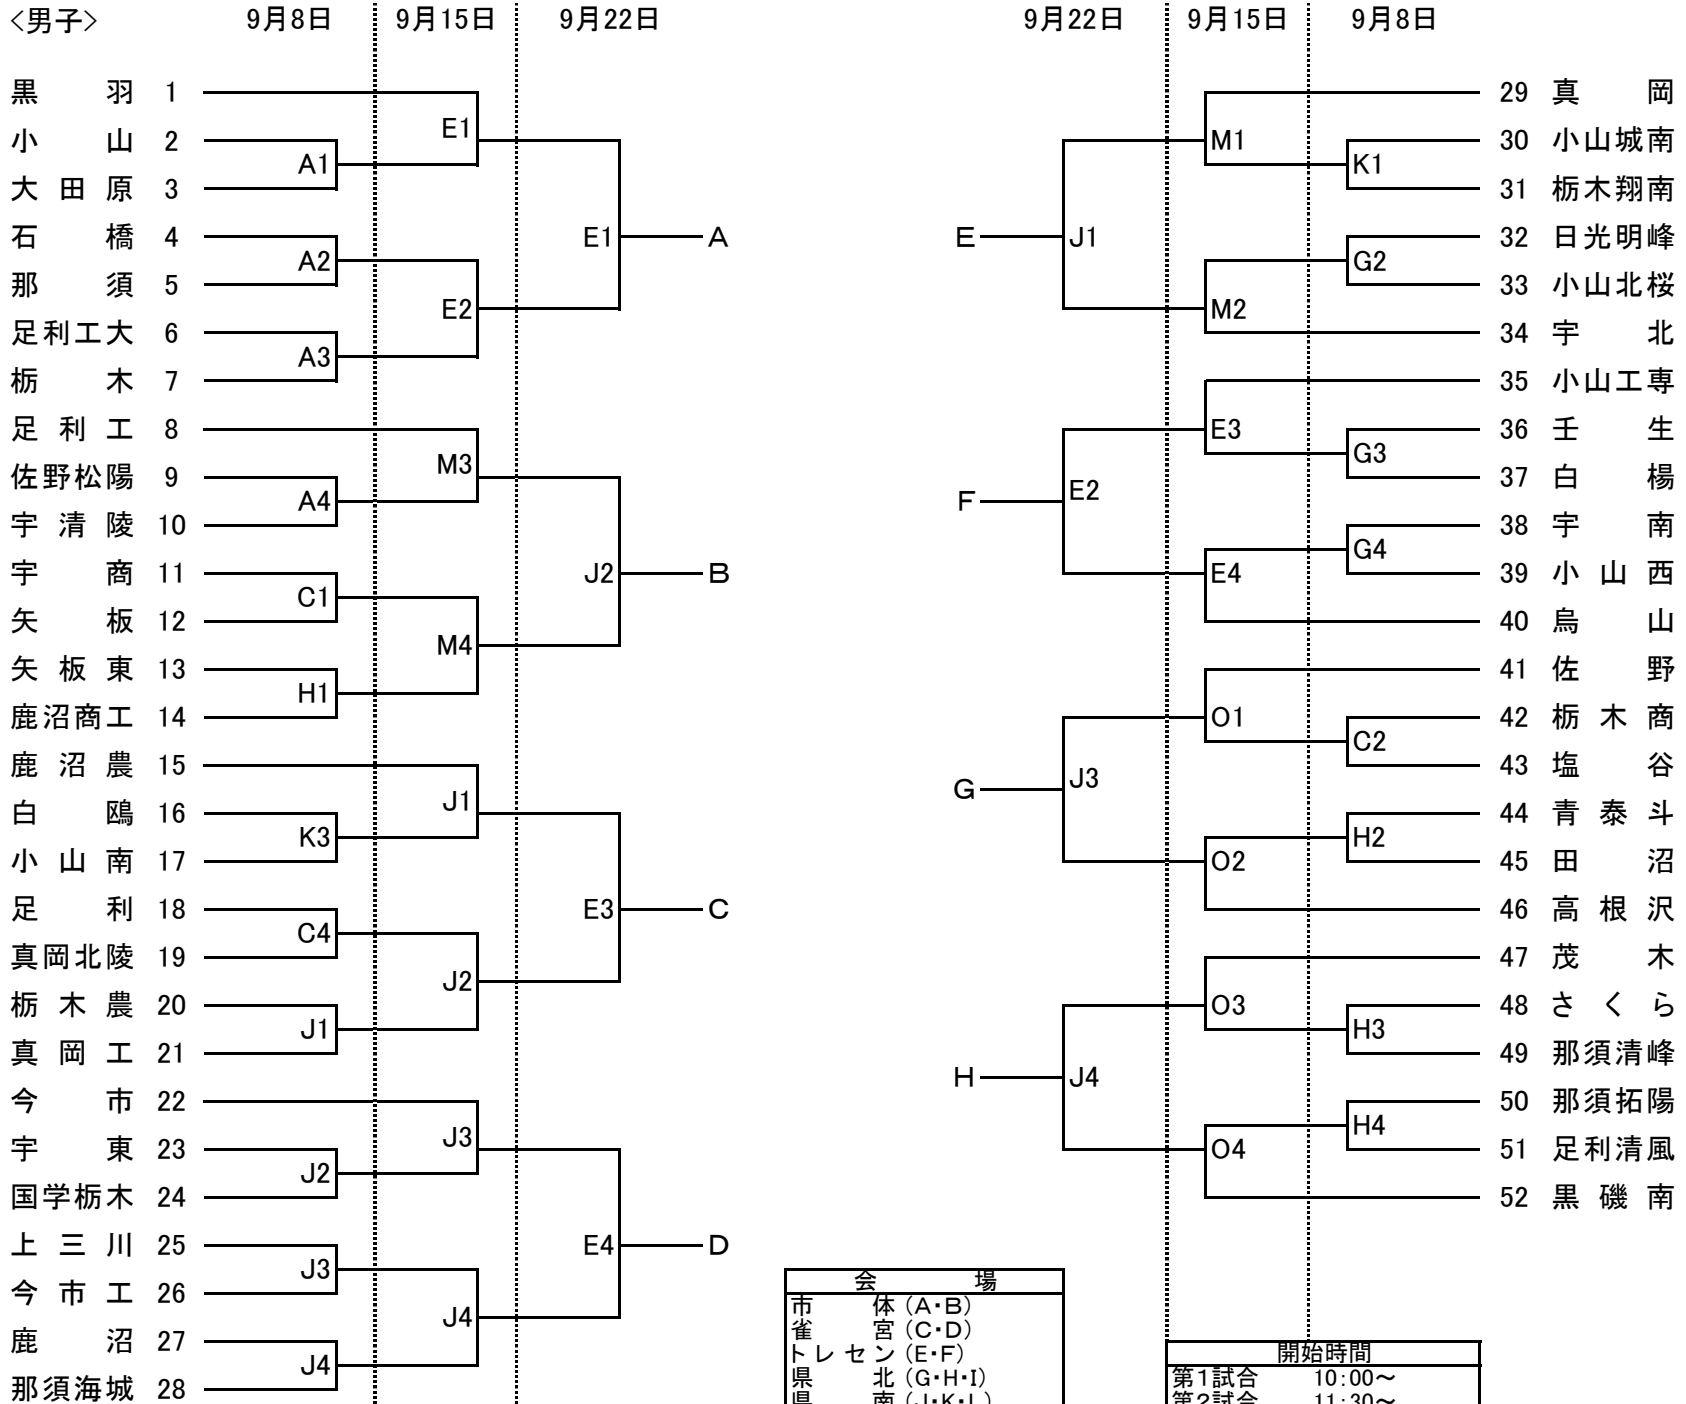 <男子>
9月8日 9月15日 9月22日
黒羽 1
小山 2
大田原 3
石橋 4
那須 5
足利工大 6
栃木 7
足利工 8
佐野松陽 9
宇清陵 10
宇商 11
矢板 12
矢板東 13
鹿沼商工 14
鹿沼農 15
白鴎 16
小山南 17
足利 18
真岡北陵 19
栃木農 20
真岡工 21
今市 22
宇東 23
国学栃木 24
上三川 25
今市工 26
鹿沼 27
那須海城 28
A1
A2
A3
A4
C1
H1
K3
C4
J1
J2
J3
J4
E1
E2
M3
M4
J1
J2
J3
J4
E1
J2
E3
E4
A
B
C
D
9月22日 9月15日 9月8日
E
F
G
H
J1
E2
J3
J4
M1
M2
E3
E4
O1
O2
O3
O4
K1
G2
G3
G4
C2
H2
H3
H4
29 真岡
30 小山城南
31 栃木翔南
32 日光明峰
33 小山北桜
34 宇北
35 小山工専
36 壬生
37 白楊
38 宇南
39 小山西
40 烏山
41 佐野
42 栃木商
43 塩谷
44 青泰斗
45 田沼
46 高根沢
47 茂木
48 さくら
49 那須清峰
50 那須拓陽
51 足利清風
52 黒磯南
会場
市体(A・B)
雀宮(C・D)
トレセン(E・F)
県北(G・H・I)
県南(J・K・L)
開始時間
第1試合 10:00～
第2試合 11:30～